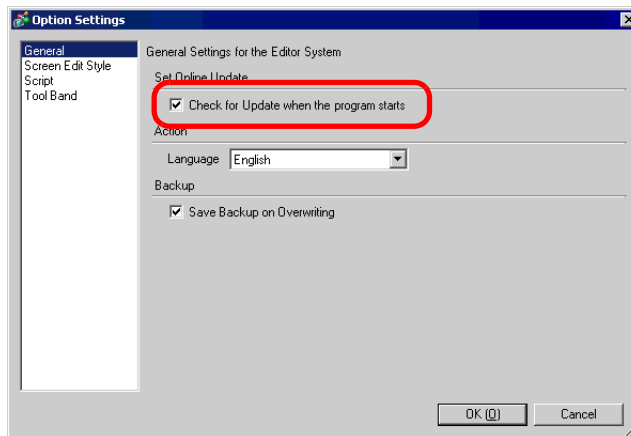 Option Settings
General
Screen Edit Style
Script
Tool Band
General Settings for the Editor System
Set Online Update
Check for Update when the program starts
Action
Language English
Backup
Save Backup on Overwriting
OK (O) Cancel